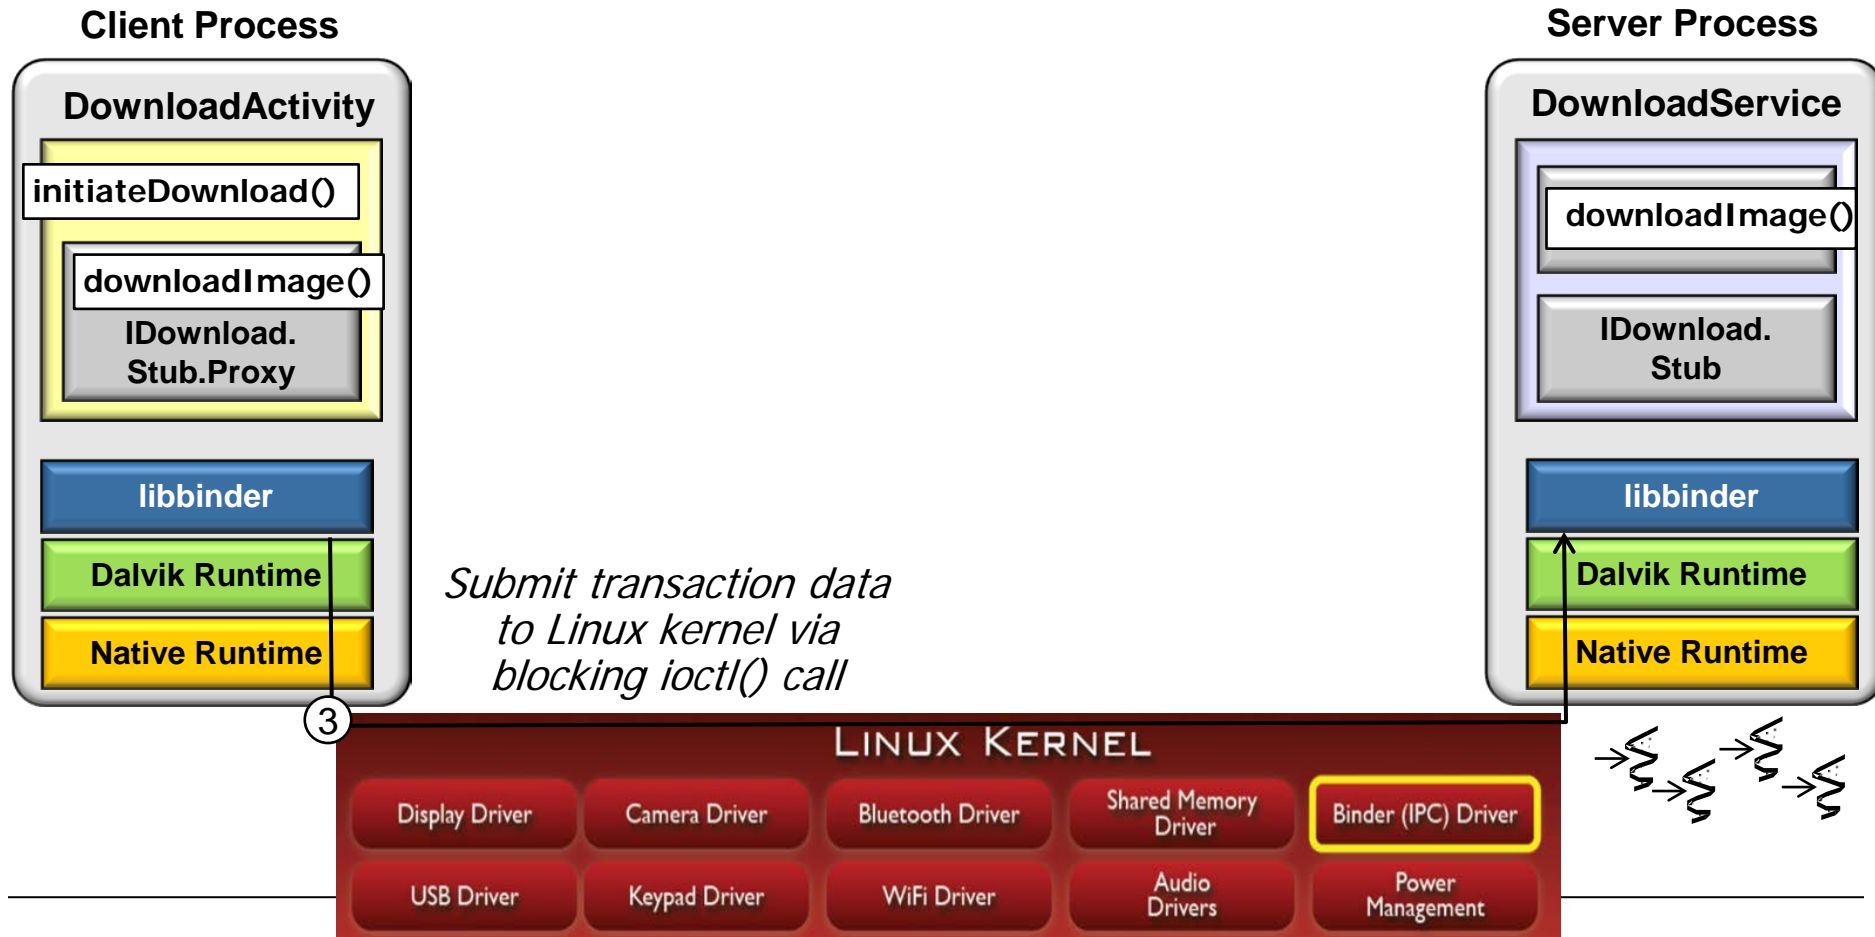 Client Process
DownloadActivity
initiateDownload()
downloadImage()
IDownload.
Stub.Proxy
libbinder
Dalvik Runtime
Native Runtime
Submit transaction data
to Linux kernel via
blocking ioctl() call
3
Server Process
DownloadService
downloadImage()
IDownload.
Stub
libbinder
Dalvik Runtime
Native Runtime
LINUX KERNEL
Display Driver
Camera Driver
Bluetooth Driver
Shared Memory
Driver
Binder (IPC) Driver
USB Driver
Keypad Driver
WiFi Driver
Audio
Drivers
Power
Management